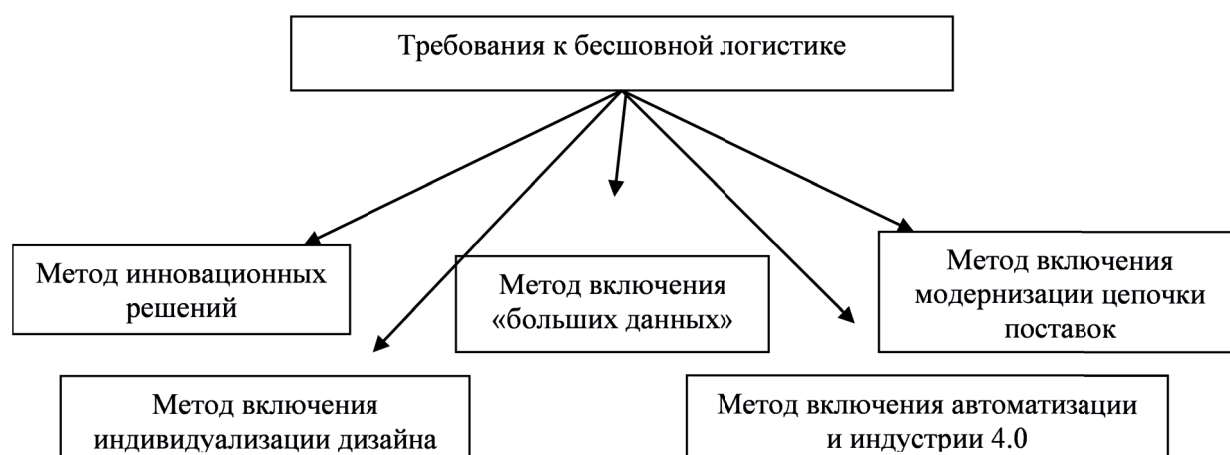 Требования к бесшовной логистике
Метод инновационных
решений
Метод включения
«больших данных»
Метод включения
модернизации цепочки
поставок
Метод включения
индивидуализации дизайна
Метод включения автоматизации
и индустрии 4.0